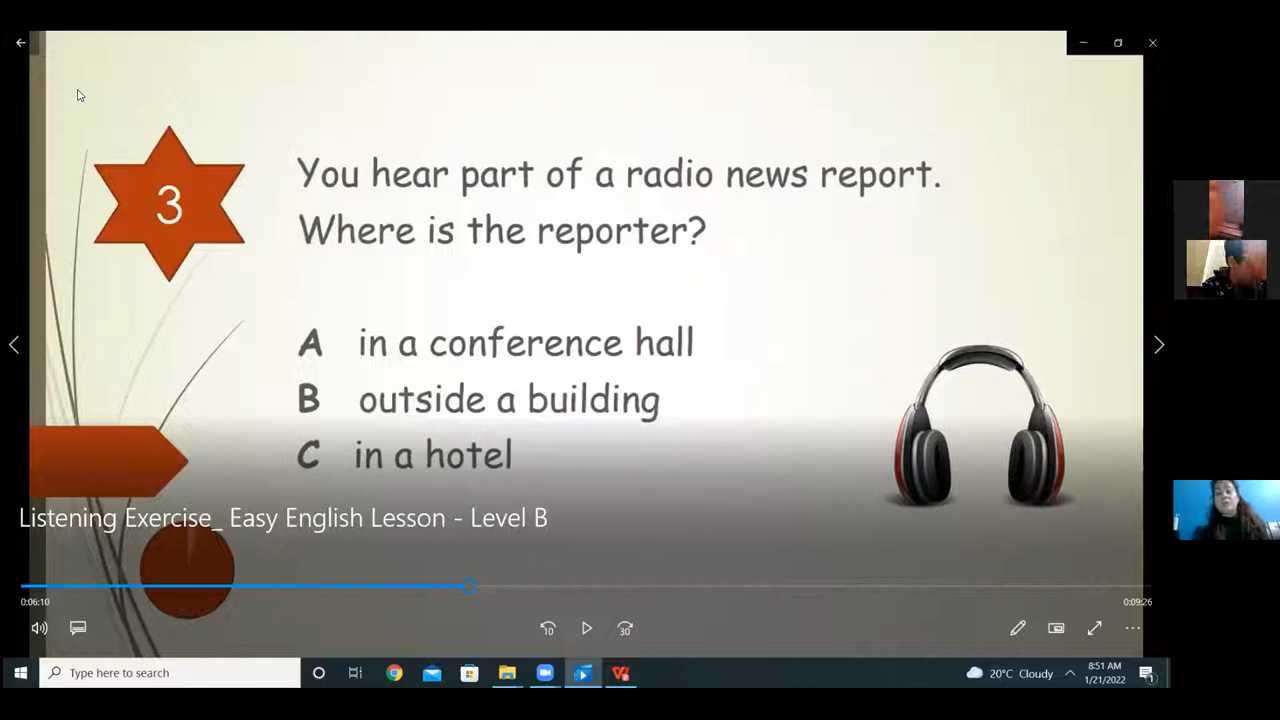 3
You hear part of a radio news report.
Where is the reporter?
A in a conference hall
B outside a building
C in a hotel
Listening Exercise_ Easy English Lesson - Level B
0:06:10
0:09:26
10
30
Type here to search
20°C Cloudy
8:51 AM
1/21/2022
1